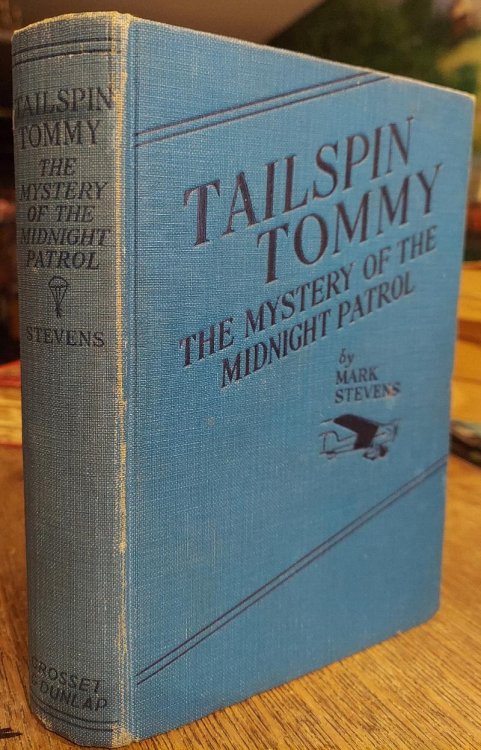 TAILSPIN
TOMMY
THE
MYSTERY
OF THE
MIDNIGHT
PATROL
STEVENS
GROSSET
& DUNLAP
TAILSPIN
TOMMY
THE MYSTERY OF THE
MIDNIGHT PATROL
by
MARK
STEVENS